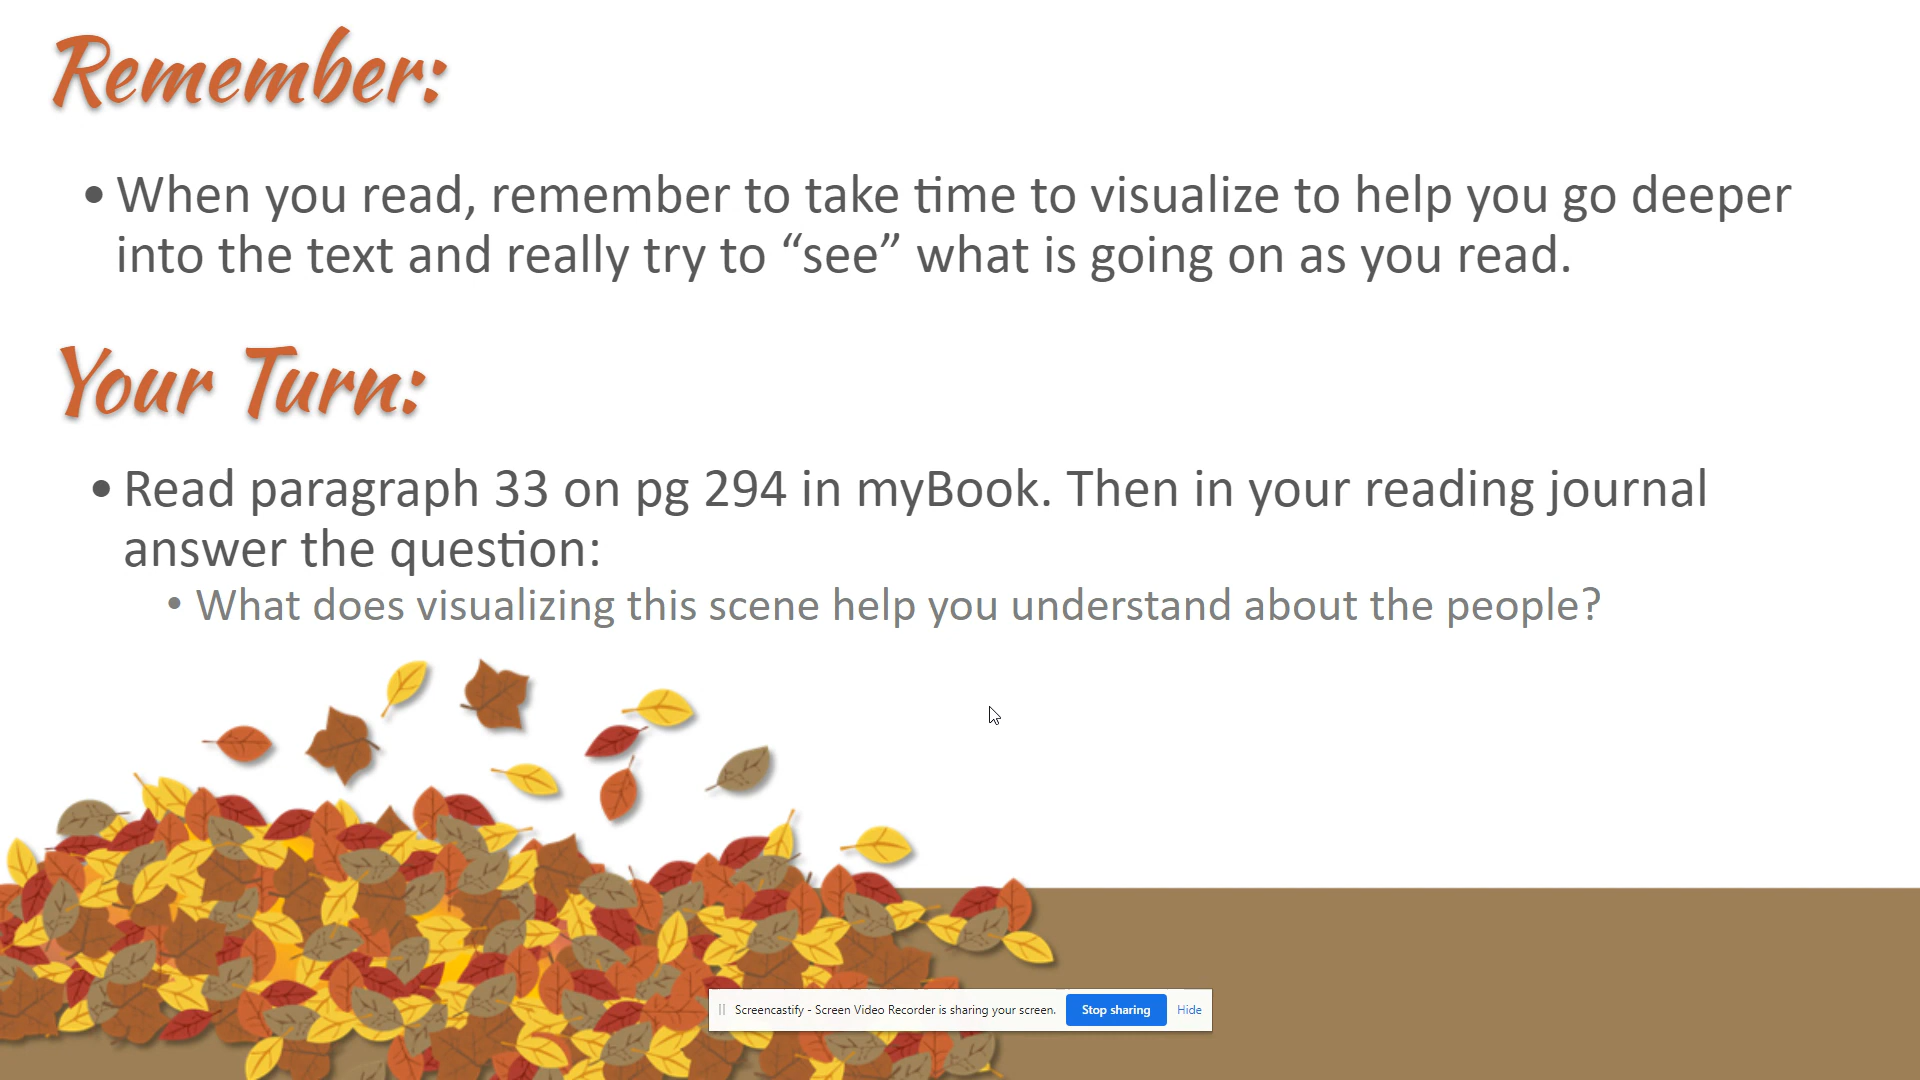 Remember:
• When you read, remember to take time to visualize to help you go deeper
into the text and really try to “see” what is going on as you read.
Your Turn:
• Read paragraph 33 on pg 294 in myBook. Then in your reading journal
answer the question:
• What does visualizing this scene help you understand about the people?
Screencastify - Screen Video Recorder is sharing your screen. Stop sharing Hide